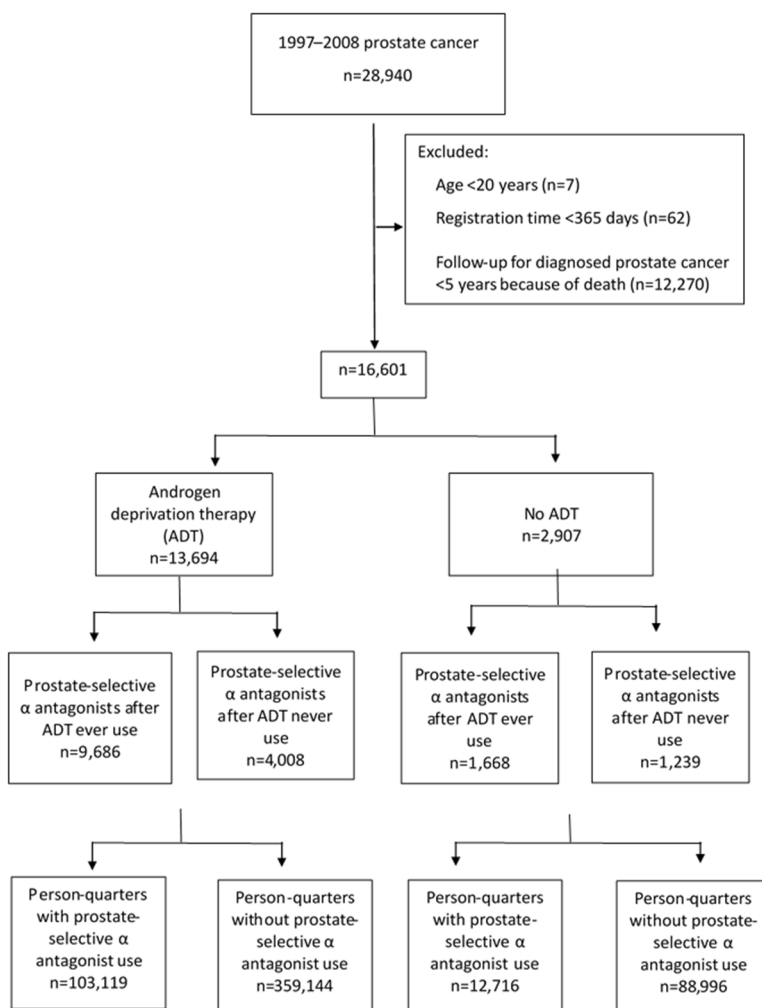 1997–2008 prostate cancer
n=28,940
Excluded:
Age <20 years (n=7)
Registration time <365 days (n=62)
Follow-up for diagnosed prostate cancer
<5 years because of death (n=12,270)
n=16,601
Androgen
deprivation therapy
(ADT)
n=13,694
No ADT
n=2,907
Prostate-selective
α antagonists after
ADT ever use
n=9,686
Prostate-selective
α antagonists
after ADT never
use
n=4,008
Prostate-selective
α antagonists
after ADT ever
use
n=1,668
Prostate-selective
α antagonists
after ADT never
use
n=1,239
Person-quarters
with prostate-
selective α
antagonist use
n=103,119
Person-quarters
without prostate-
selective α
antagonist use
n=359,144
Person-quarters
with prostate-
selective α
antagonist use
n=12,716
Person-quarters
without prostate-
selective α
antagonist use
n=88,996